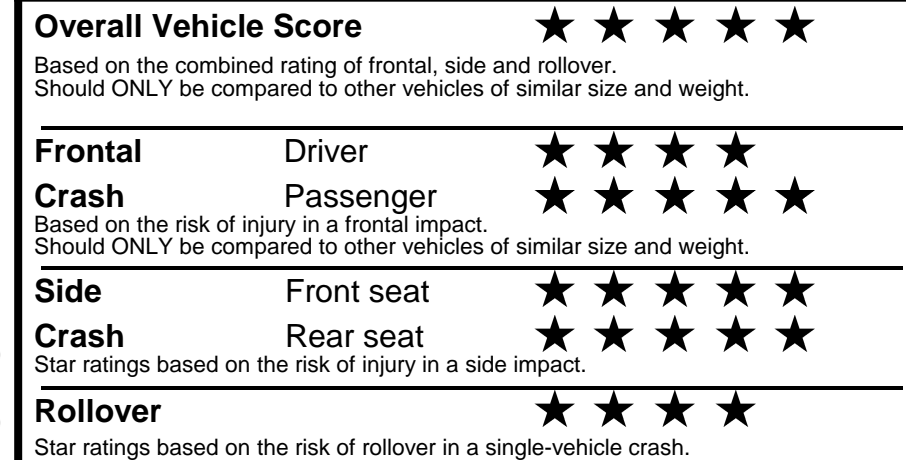 Overall Vehicle Score ★ ★ ★ ★ ★
Based on the combined rating of frontal, side and rollover.
Should ONLY be compared to other vehicles of similar size and weight.
Frontal Driver ★ ★ ★ ★
Crash Passenger ★ ★ ★ ★ ★
Based on the risk of injury in a frontal impact.
Should ONLY be compared to other vehicles of similar size and weight.
Side Front seat ★ ★ ★ ★ ★
Crash Rear seat ★ ★ ★ ★ ★
Star ratings based on the risk of injury in a side impact.
Rollover ★ ★ ★ ★
Star ratings based on the risk of rollover in a single-vehicle crash.